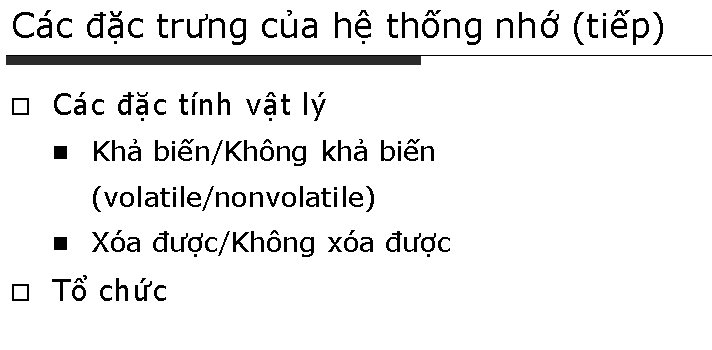 Các đặc trưng của hệ thống nhớ (tiếp)
Các đặc tính vật lý
Khả biến/Không khả biến
(volatile/nonvolatile)
Xóa được/Không xóa được
Tổ chức